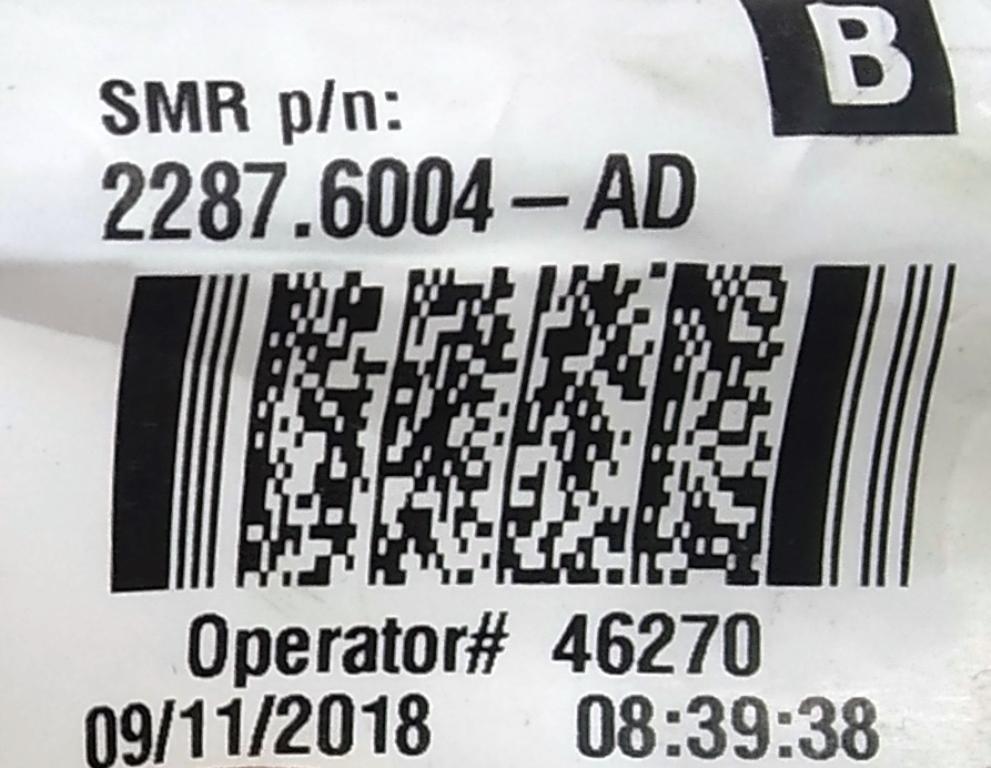 B
SMR p/n:
2287.6004-AD
Operator# 46270
09/11/2018 08:39:38